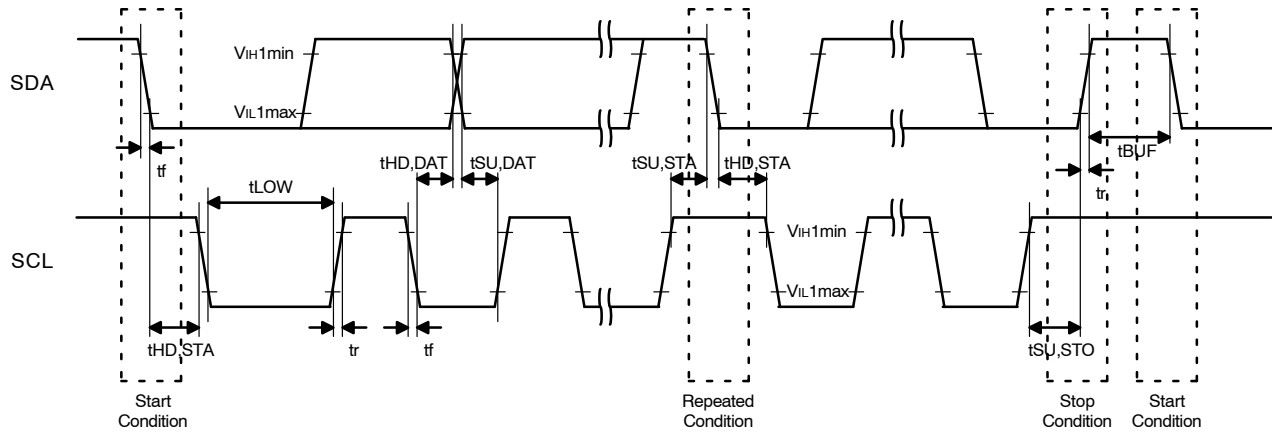 SDA
VIH1min
VIL1max
tf
tHD,DAT
tSU,DAT
tSU,STA
tHD,STA
tBUF
tr
tLOW
SCL
VIH1min
VIL1max
tHD,STA
tr
tf
tSU,STO
Start
Condition
Repeated
Condition
Stop
Condition
Start
Condition